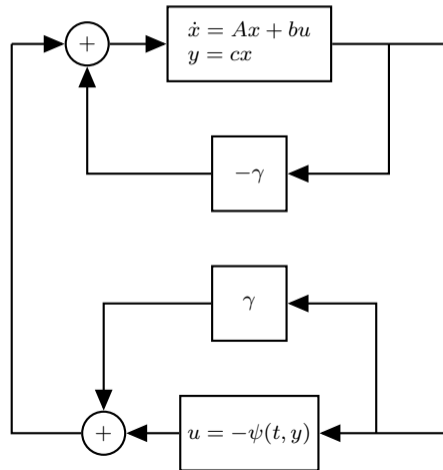 +
ẋ = Ax + bu
y = cx
−γ
γ
+
u = −ψ(t, y)